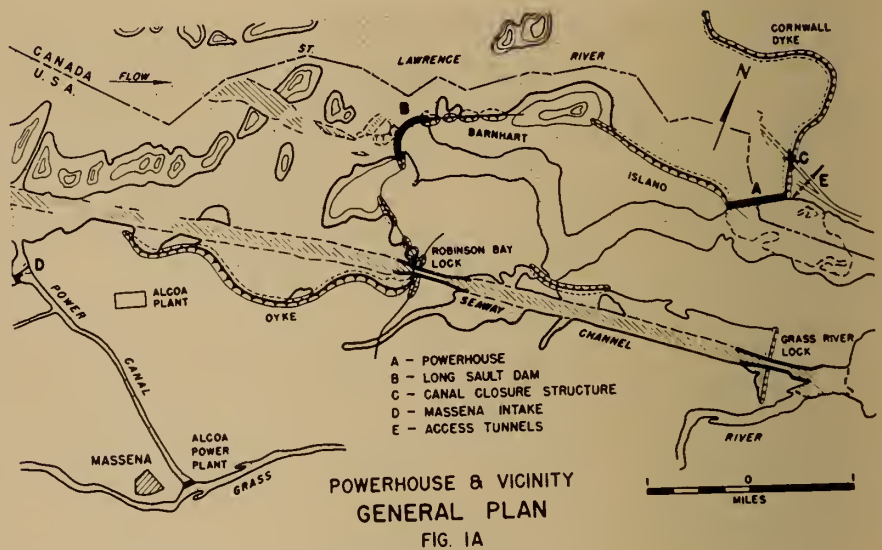 CORNWALL
DYKE
CANADA
U.S.A.
FLOW
ST. LAWRENCE RIVER
N
B
BARNHART
ISLAND
C
E
A
D
POWER
CANAL
ALCOA
PLANT
DYKE
ROBINSON BAY
LOCK
SEAWAY
CHANNEL
GRASS RIVER
LOCK
A - POWERHOUSE
B - LONG SAULT DAM
C - CANAL CLOSURE STRUCTURE
D - MASSENA INTAKE
E - ACCESS TUNNELS
MASSENA
ALCOA
POWER
PLANT
GRASS
RIVER
1 0 1
MILES
POWERHOUSE & VICINITY
GENERAL PLAN
FIG. 1A